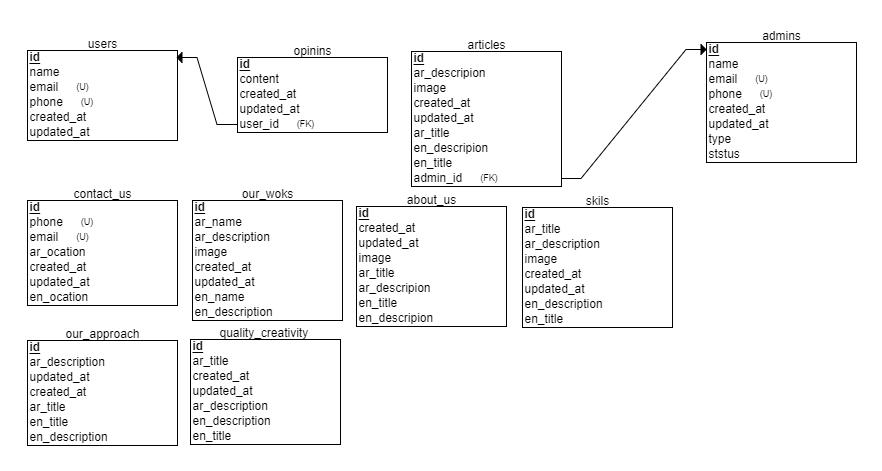 users
id
name
email (U)
phone (U)
created_at
updated_at
opinins
id
content
created_at
updated_at
user_id (FK)
articles
id
ar_descripion
image
created_at
updated_at
ar_title
en_descripion
en_title
admin_id (FK)
admins
id
name
email (U)
phone (U)
created_at
updated_at
type
ststus
contact_us
id
phone (U)
email (U)
ar_ocation
created_at
updated_at
en_ocation
our_woks
id
ar_name
ar_description
image
created_at
updated_at
en_name
en_description
about_us
id
created_at
updated_at
image
ar_title
ar_descripion
en_title
en_descripion
skils
id
ar_title
ar_description
image
created_at
updated_at
en_description
en_title
our_approach
id
ar_description
updated_at
created_at
ar_title
en_title
en_description
quality_creativity
id
ar_title
created_at
updated_at
ar_description
en_description
en_title